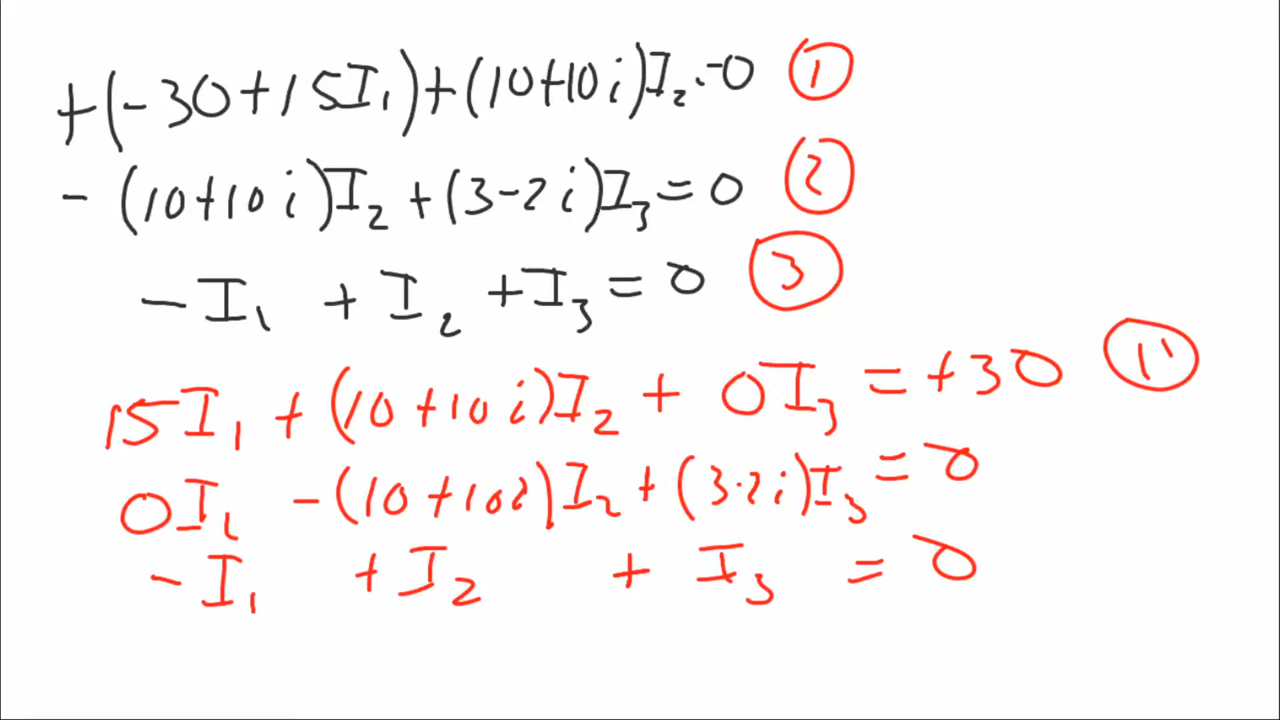 +(-30+15I₁)+(10+10i)I₂.-0 ①
-(10+10i)I₂+(3-2i)I₃=0 ②
-I₁ +I₂ +I₃=0 ③
15I₁+(10+10i)I₂+0I₃=+30 ①'
0I₁ -(10+10i)I₂+(3-2i)I₃=0
-I₁ +I₂ +I₃ =0